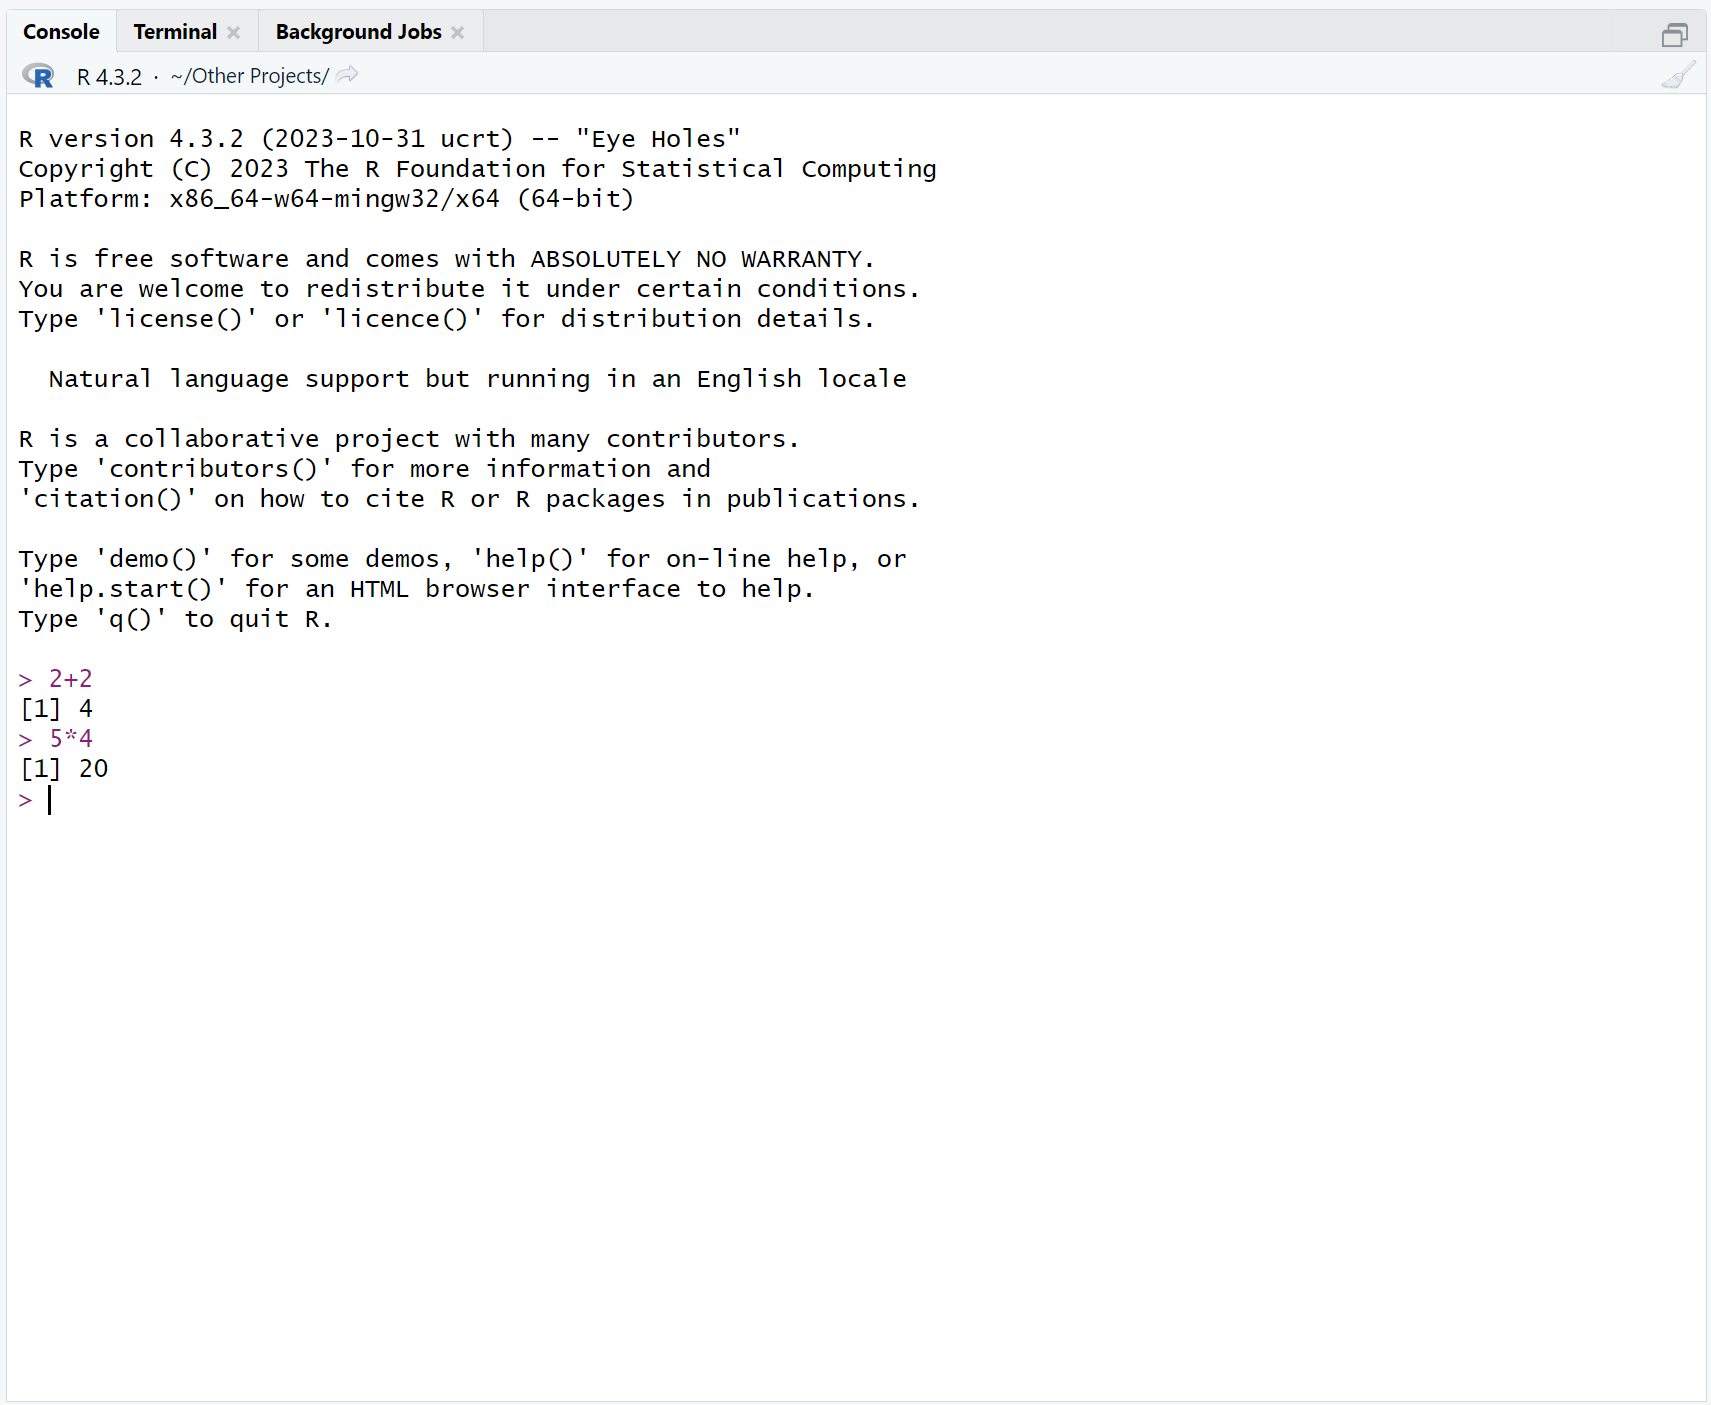 Console Terminal Background Jobs
R 4.3.2 · ~/Other Projects/
R version 4.3.2 (2023-10-31 ucrt) -- "Eye Holes"
Copyright (C) 2023 The R Foundation for Statistical Computing
Platform: x86_64-w64-mingw32/x64 (64-bit)
R is free software and comes with ABSOLUTELY NO WARRANTY.
You are welcome to redistribute it under certain conditions.
Type 'license()' or 'licence()' for distribution details.
Natural language support but running in an English locale
R is a collaborative project with many contributors.
Type 'contributors()' for more information and
'citation()' on how to cite R or R packages in publications.
Type 'demo()' for some demos, 'help()' for on-line help, or
'help.start()' for an HTML browser interface to help.
Type 'q()' to quit R.
> 2+2
[1] 4
> 5*4
[1] 20
>